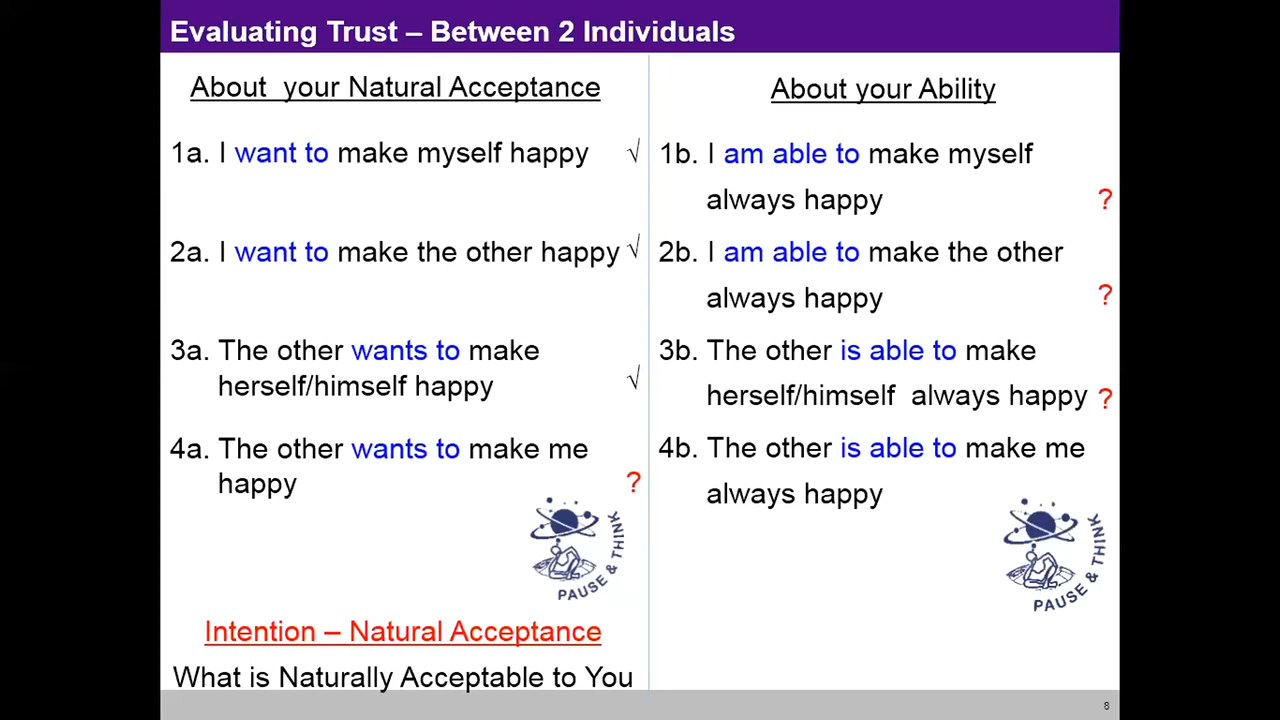 Evaluating Trust – Between 2 Individuals
About your Natural Acceptance
1a. I want to make myself happy √
2a. I want to make the other happy √
3a. The other wants to make
herself/himself happy √
4a. The other wants to make me
happy ?
PAUSE & THINK
Intention – Natural Acceptance
What is Naturally Acceptable to You
About your Ability
1b. I am able to make myself
always happy ?
2b. I am able to make the other
always happy ?
3b. The other is able to make
herself/himself always happy ?
4b. The other is able to make me
always happy
PAUSE & THINK
8